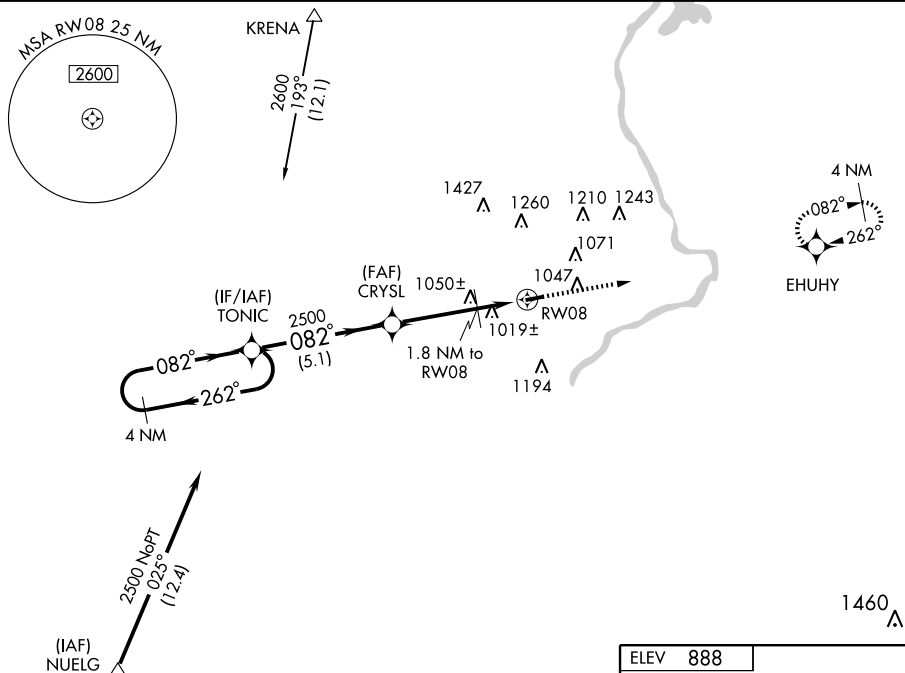 MSA RW08 25 NM
2600
KRENA
2600
193°
(12.1)
4 NM
082°
262°
EHUHY
1427
1260
1210
1243
1071
1047
(FAF)
CRYSL
1050±
RW08
1019±
1.8 NM to
RW08
1194
(IF/IAF)
TONIC
2500
082°
(5.1)
082°
262°
4 NM
2500 NoPT
025°
(12.4)
(IAF)
NUELG
1460
ELEV 888